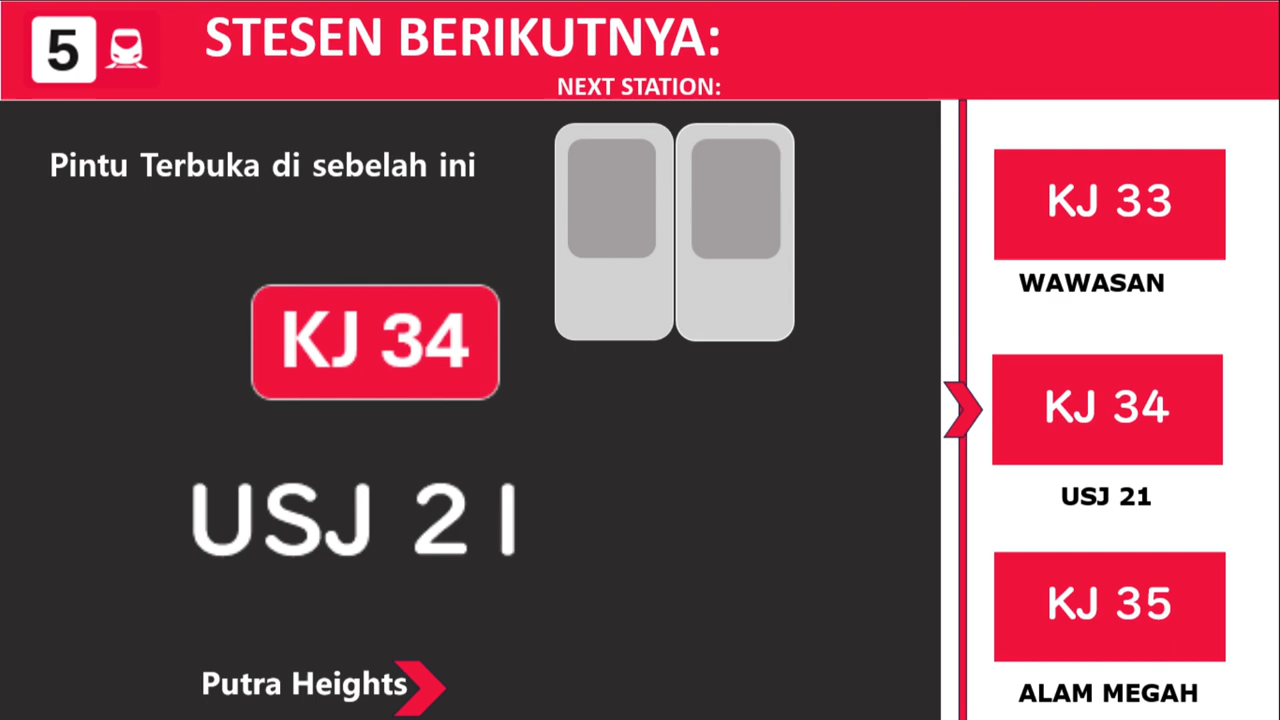 5
STESEN BERIKUTNYA:
NEXT STATION:
Pintu Terbuka di sebelah ini
KJ 34
USJ 21
Putra Heights
KJ 33
WAWASAN
KJ 34
USJ 21
KJ 35
ALAM MEGAH